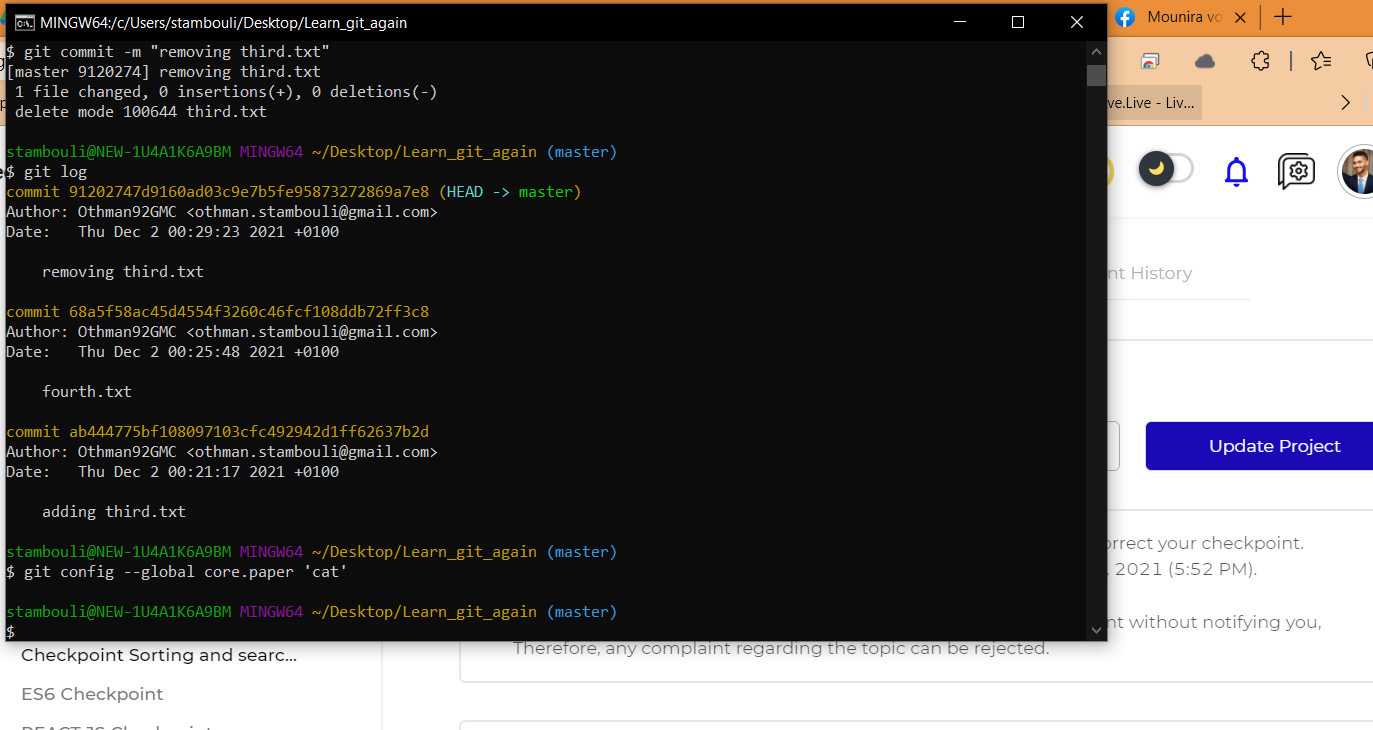 MINGW64:/c/Users/stambouli/Desktop/Learn_git_again
$ git commit -m "removing third.txt"
[master 9120274] removing third.txt
 1 file changed, 0 insertions(+), 0 deletions(-)
 delete mode 100644 third.txt
stambouli@NEW-1U4A1K6A9BM MINGW64 ~/Desktop/Learn_git_again (master)
$ git log
commit 91202747d9160ad03c9e7b5fe95873272869a7e8 (HEAD -> master)
Author: Othman92GMC <othman.stambouli@gmail.com>
Date:   Thu Dec 2 00:29:23 2021 +0100
    removing third.txt
commit 68a5f58ac45d4554f3260c46fcf108ddb72ff3c8
Author: Othman92GMC <othman.stambouli@gmail.com>
Date:   Thu Dec 2 00:25:48 2021 +0100
    fourth.txt
commit ab444775bf108097103cfc492942d1ff62637b2d
Author: Othman92GMC <othman.stambouli@gmail.com>
Date:   Thu Dec 2 00:21:17 2021 +0100
    adding third.txt
stambouli@NEW-1U4A1K6A9BM MINGW64 ~/Desktop/Learn_git_again (master)
$ git config --global core.paper 'cat'
stambouli@NEW-1U4A1K6A9BM MINGW64 ~/Desktop/Learn_git_again (master)
$
Mounira vo
ve.Live - Liv...
nt History
Update Project
orrect your checkpoint.
, 2021 (5:52 PM).
nt without notifying you,
Therefore, any complaint regarding the topic can be rejected.
Checkpoint Sorting and searc...
ES6 Checkpoint